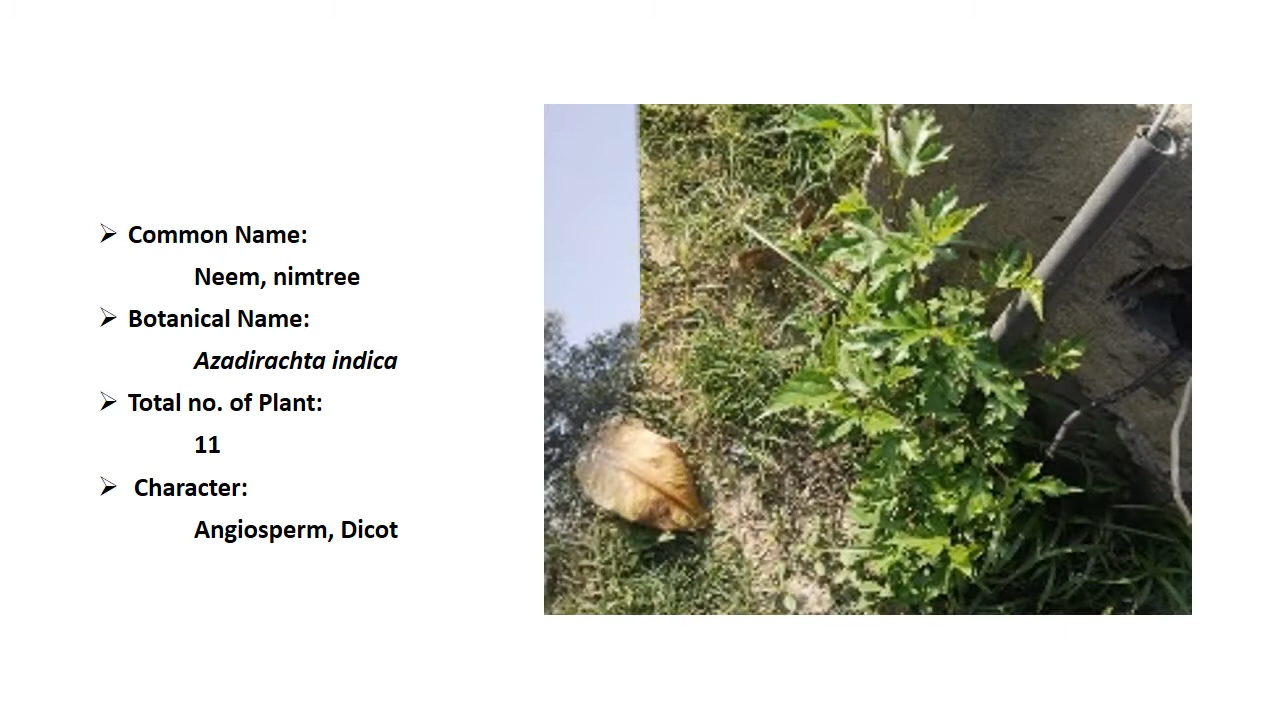 ➢ Common Name:
Neem, nimtree
➢ Botanical Name:
Azadirachta indica
➢ Total no. of Plant:
11
➢ Character:
Angiosperm, Dicot